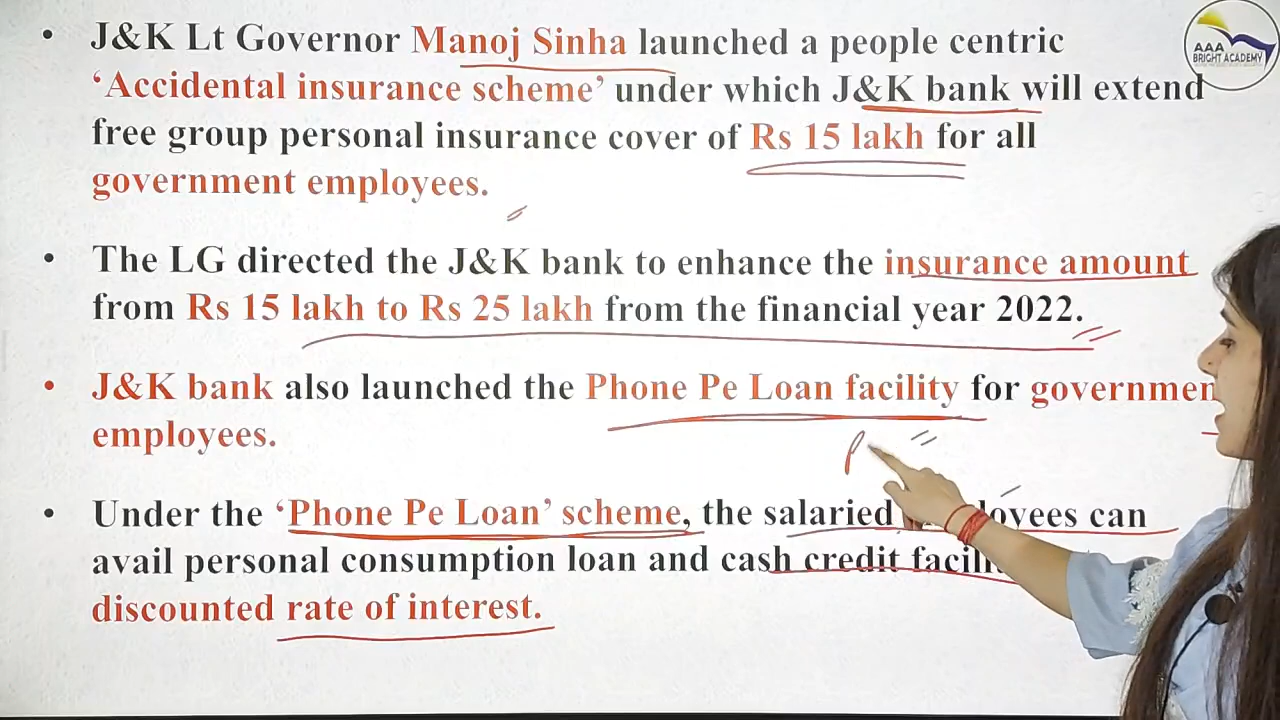 • J&K Lt Governor Manoj Sinha launched a people centric
‘Accidental insurance scheme’ under which J&K bank will extend
free group personal insurance cover of Rs 15 lakh for all
government employees.
• The LG directed the J&K bank to enhance the insurance amount
from Rs 15 lakh to Rs 25 lakh from the financial year 2022.
• J&K bank also launched the Phone Pe Loan facility for governmen
employees.
• Under the ‘Phone Pe Loan’ scheme, the salaried oyees can
avail personal consumption loan and cash credit facili
discounted rate of interest.
AAA
BRIGHT ACADEMY